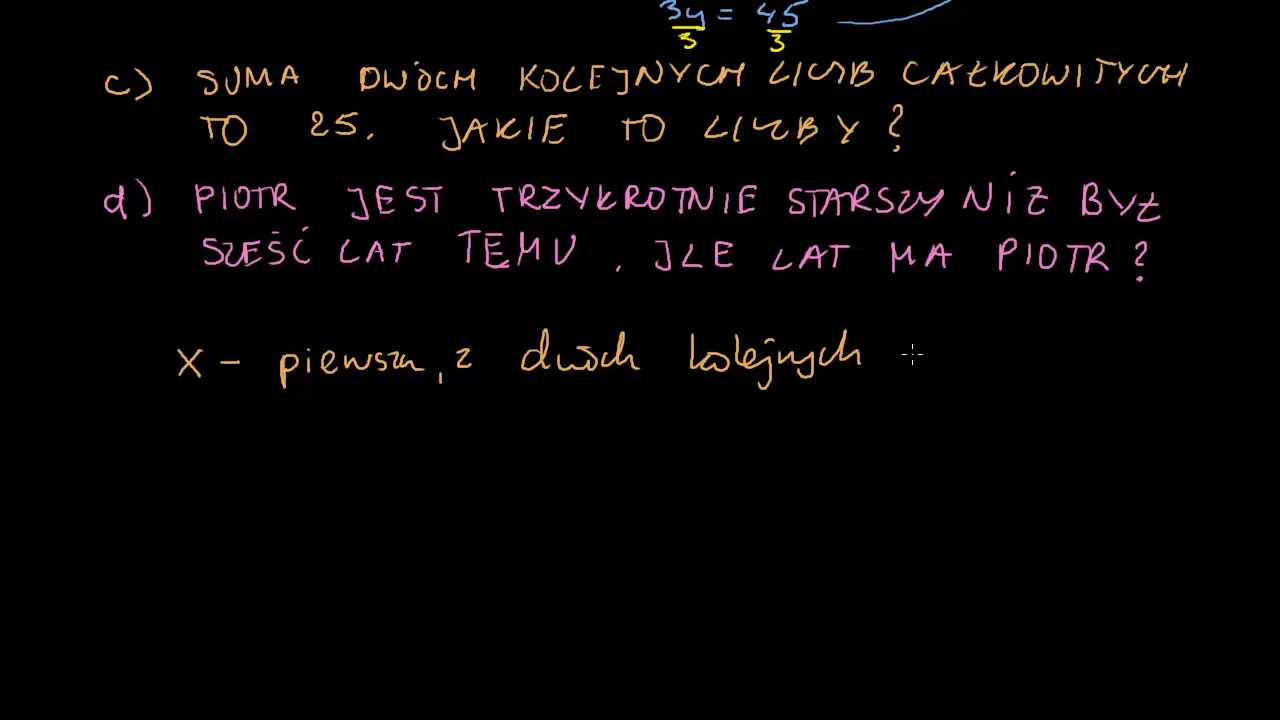 3y = 45
3 3
c) SUMA DWÓCH KOLEJNYCH LICZB CAŁKOWITYCH
TO 25. JAKIE TO LICZBY?
d) PIOTR JEST TRZYKROTNIE STARSZY NIŻ BYŁ
SZEŚĆ LAT TEMU. ILE LAT MA PIOTR?
x - pierwsza, z dwóch kolejnych